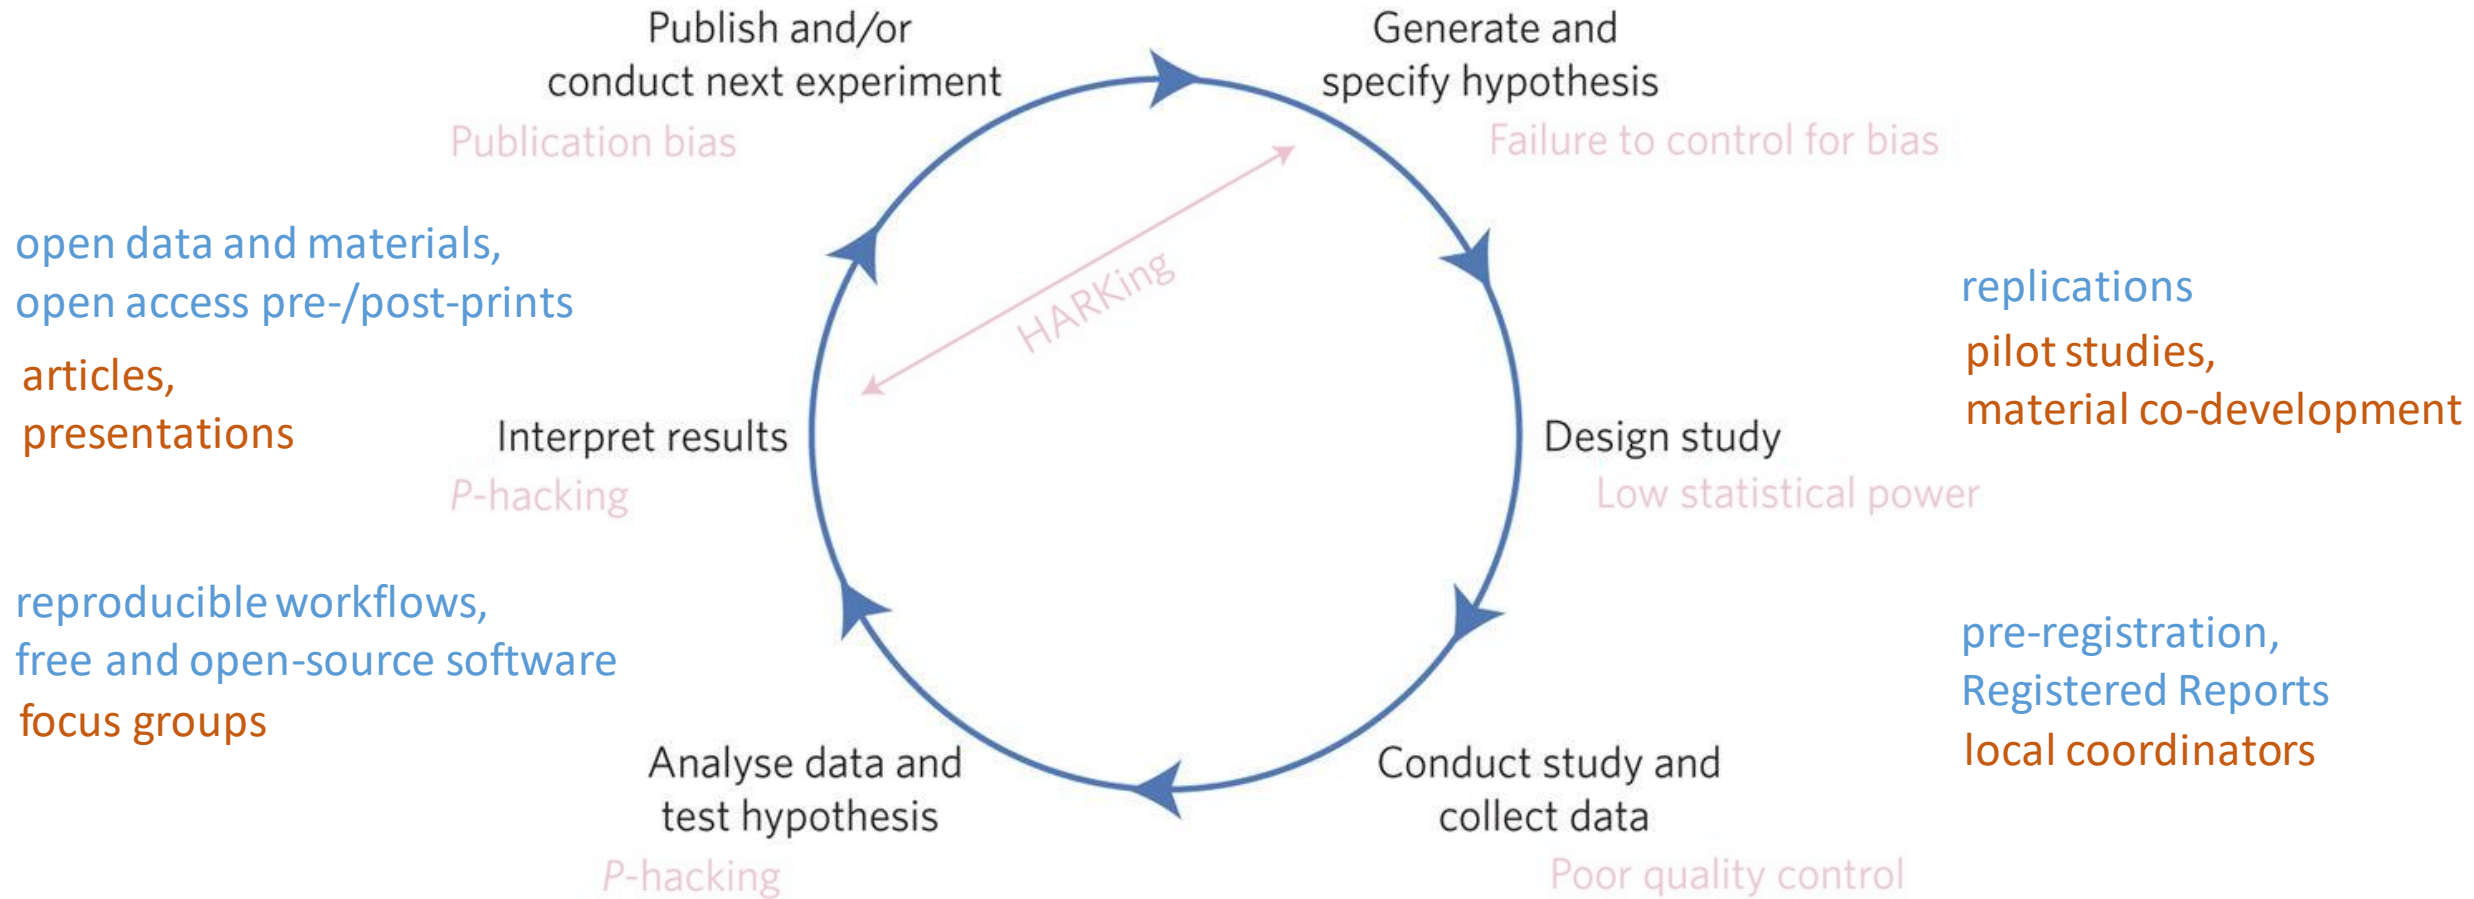 Publish and/or
conduct next experiment
Publication bias
Generate and
specify hypothesis
Failure to control for bias
open data and materials,
open access pre-/post-prints
articles,
presentations
HARKing
replications
pilot studies,
material co-development
Interpret results
P-hacking
Design study
Low statistical power
reproducible workflows,
free and open-source software
focus groups
pre-registration,
Registered Reports
local coordinators
Analyse data and
test hypothesis
P-hacking
Conduct study and
collect data
Poor quality control